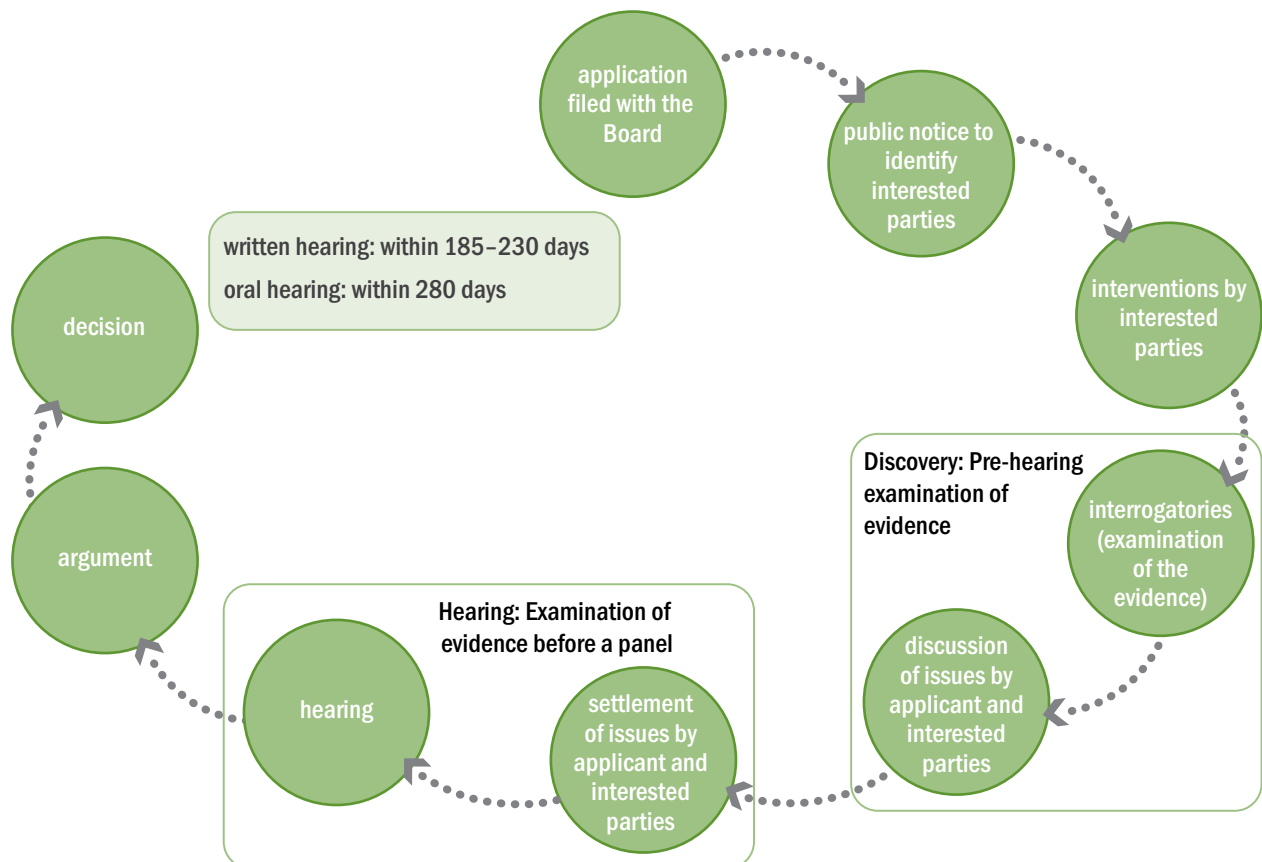 application
filed with the
Board
public notice to
identify
interested
parties
interventions by
interested
parties
Discovery: Pre-hearing
examination of
evidence
interrogatories
(examination
of the
evidence)
discussion
of issues by
applicant and
interested
parties
Hearing: Examination of
evidence before a panel
settlement
of issues by
applicant and
interested
parties
hearing
argument
decision
written hearing: within 185–230 days
oral hearing: within 280 days